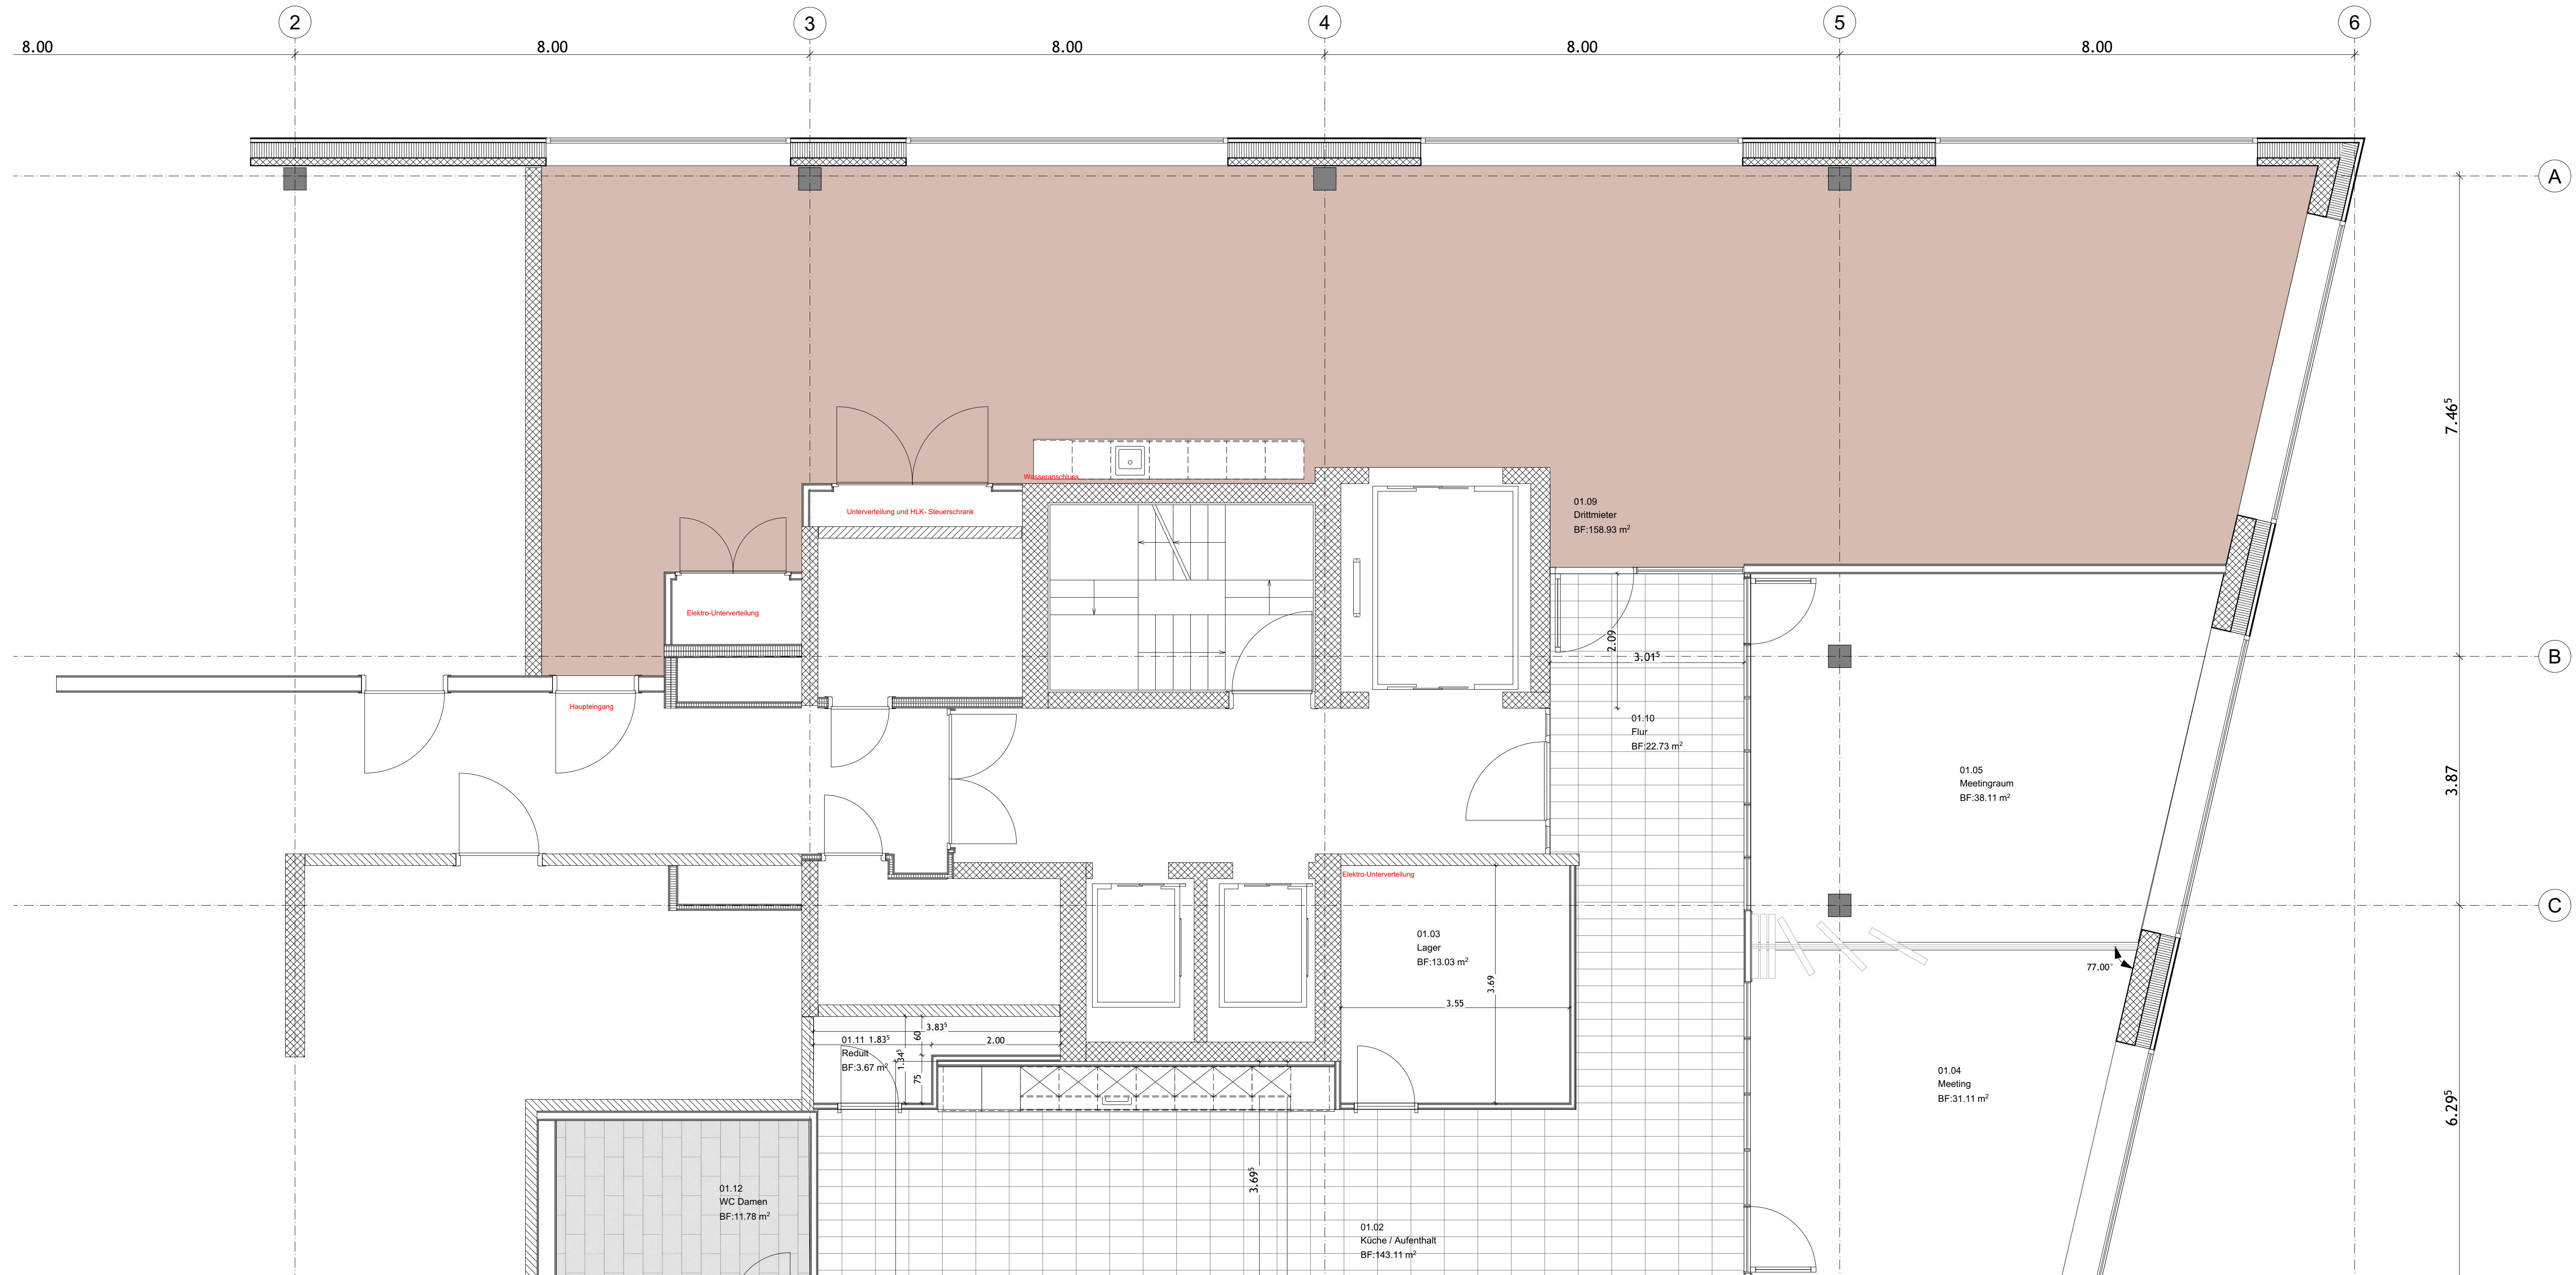 2 3 4 5 6
8.00 8.00 8.00 8.00 8.00
A
7.46⁵
Wasseranschluss
Unterverteilung und HLK- Steuerschrank
01.09
Drittmieter
BF:158.93 m²
Elektro-Unterverteilung
2.09
3.01⁵
B
Haupteingang
01.10
Flur
BF:22.73 m²
01.05
Meetingraum
BF:38.11 m²
3.87
Elektro-Unterverteilung
C
01.03
Lager
BF:13.03 m²
3.69
3.55
77.00°
3.83⁵
60
01.11 1.83⁵
2.00
Redult
BF:3.67 m²
1.34⁵
75
01.04
Meeting
BF:31.11 m²
6.29⁵
01.12
WC Damen
BF:11.78 m²
3.69⁵
01.02
Küche / Aufenthalt
BF:143.11 m²